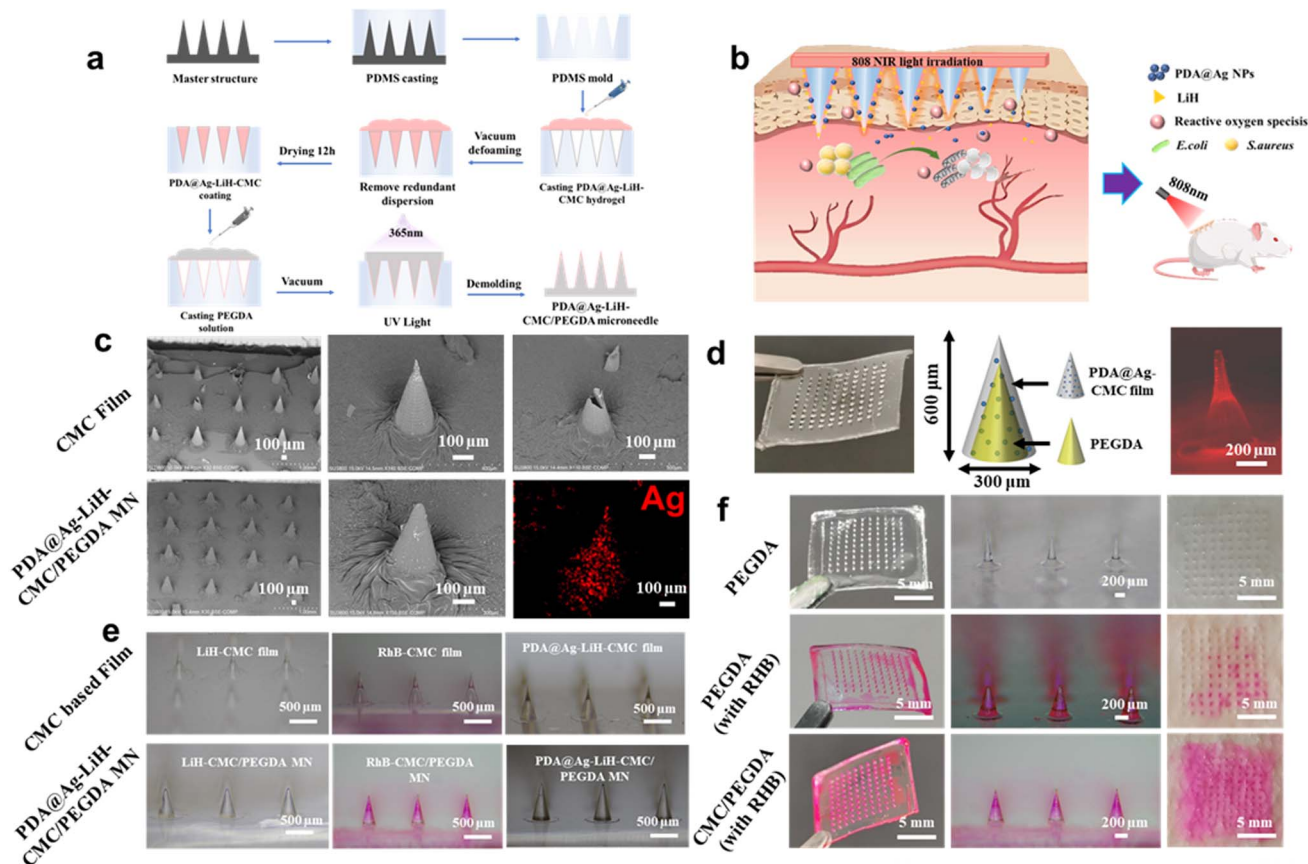 a
Master structure
PDMS casting
PDMS mold
Drying 12h
Vacuum
defoaming
PDA@Ag-LiH-CMC
coating
Remove redundant
dispersion
Casting PDA@Ag-LiH-
CMC hydrogel
365nm
Vacuum
Demolding
Casting PEGDA
solution
UV Light
PDA@Ag-LiH-
CMC/PEGDA microneedle
b
808 NIR light irradiation
PDA@Ag NPs
LiH
Reactive oxygen specisis
E.coli
S.aureus
808nm
c
CMC Film
100 μm
100 μm
100 μm
PDA@Ag-LiH-
CMC/PEGDA MN
100 μm
100 μm
Ag
100 μm
d
600 μm
300 μm
PDA@Ag-
CMC film
PEGDA
200 μm
e
CMC based Film
LiH-CMC film
500 μm
RhB-CMC film
500 μm
PDA@Ag-LiH-CMC film
500 μm
PDA@Ag-LiH-
CMC/PEGDA MN
LiH-CMC/PEGDA MN
500 μm
RhB-CMC/PEGDA
MN
500 μm
PDA@Ag-LiH-CMC/
PEGDA MN
500 μm
f
PEGDA
5 mm
200 μm
5 mm
PEGDA
(with RHB)
5 mm
200 μm
5 mm
CMC/PEGDA
(with RHB)
5 mm
200 μm
5 mm